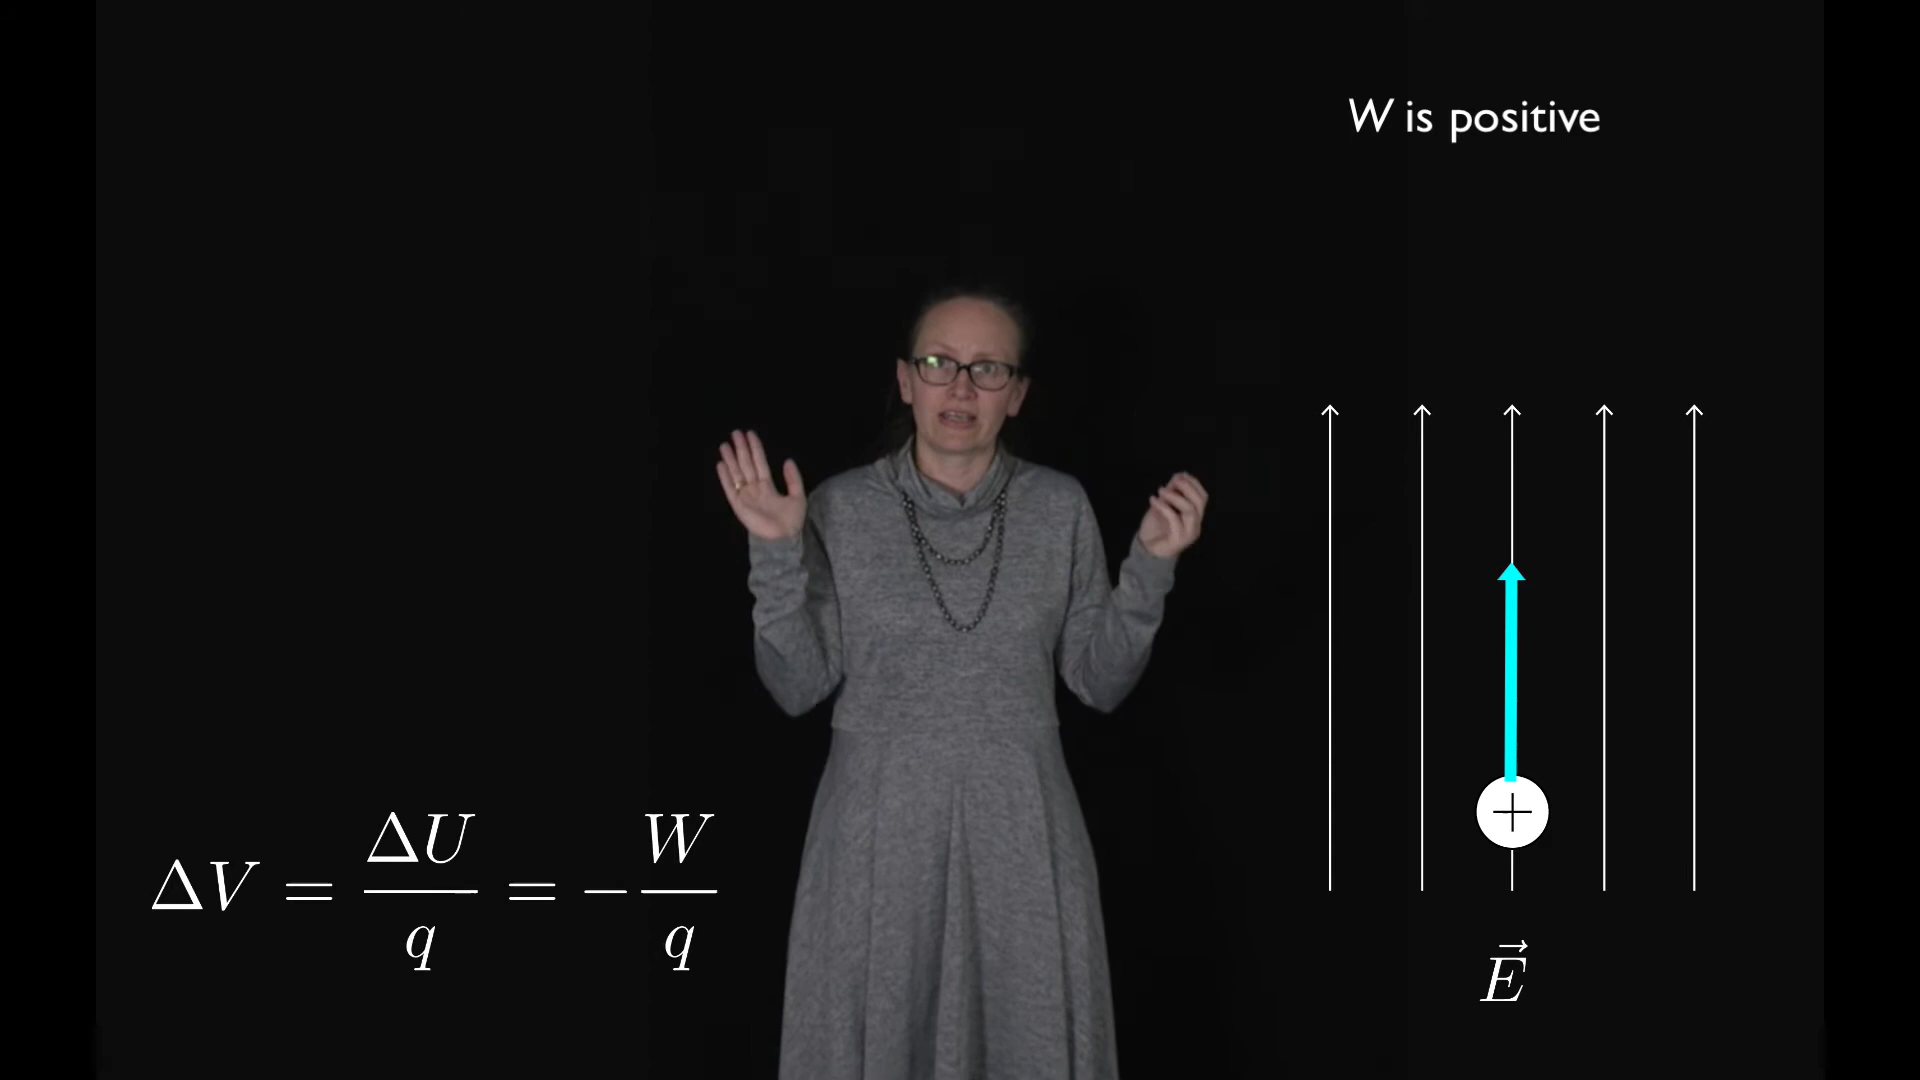 W is positive
ΔV = ΔU/q = −W/q
+
E⃗